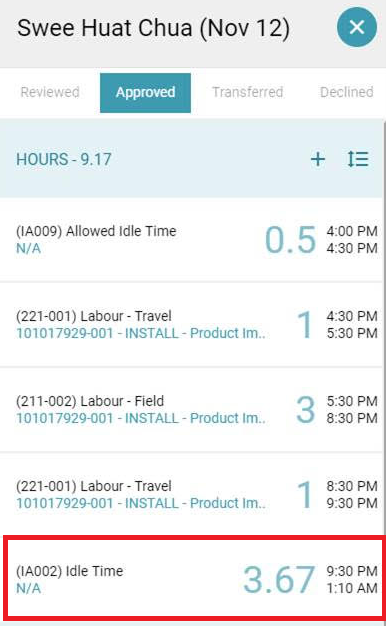 Swee Huat Chua (Nov 12)
Reviewed Approved Transferred Declined
HOURS - 9.17
(IA009) Allowed Idle Time
N/A
0.5
4:00 PM
4:30 PM
(221-001) Labour - Travel
101017929-001 - INSTALL - Product Im..
1
4:30 PM
5:30 PM
(211-002) Labour - Field
101017929-001 - INSTALL - Product Im..
3
5:30 PM
8:30 PM
(221-001) Labour - Travel
101017929-001 - INSTALL - Product Im..
1
8:30 PM
9:30 PM
(IA002) Idle Time
N/A
3.67
9:30 PM
1:10 AM